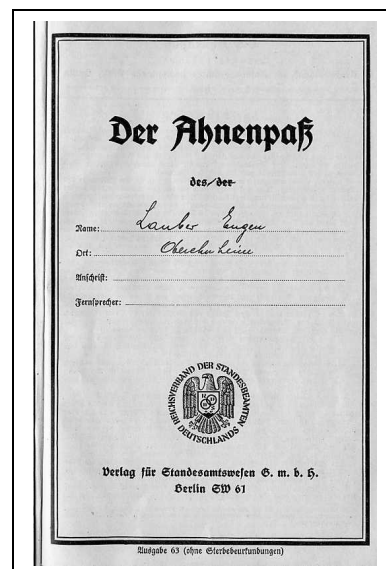 Der Ahnenpaß
des/der
Name: Lauber Eugen
Ort: Oberehnheim
Anschrift:
Fernsprecher:
REICHSVERBAND DER STANDESBEAMTEN
DEUTSCHLANDS
Verlag für Standesamtswesen G. m. b. H.
Berlin SW 61
Ausgabe 63 (ohne Sterbebeurkundungen)